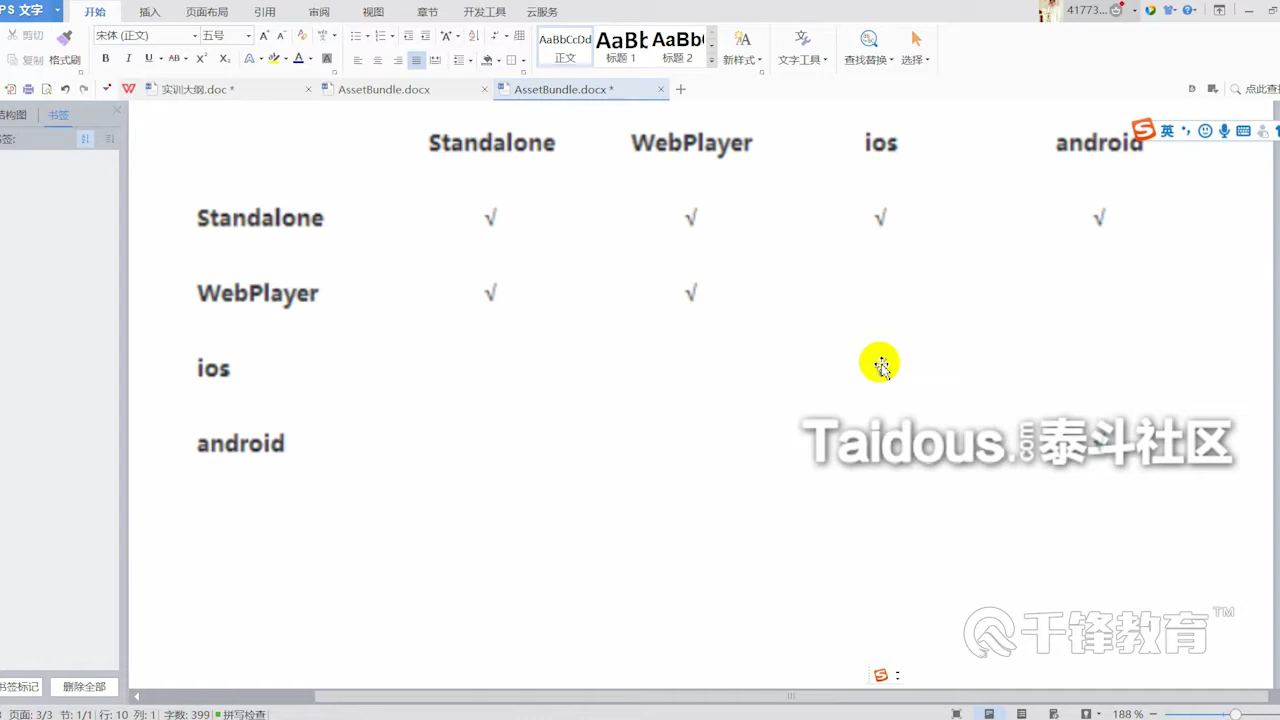 PS 文字 开始 插入 页面布局 引用 审阅 视图 章节 开发工具 云服务 41773...
剪切 复制 格式刷 宋体 (正文) 五号 AaBbCcDd 正文 AaBb 标题 1 AaBb 标题 2 新样式 文字工具 查找替换 选择
实训大纲.doc * AssetBundle.docx AssetBundle.docx * 点此查找
结构图 书签
签:
英
Standalone WebPlayer ios android
Standalone √ √ √ √
WebPlayer √ √
ios
android
Taidous.com泰斗社区
千锋教育™
书签标记 删除全部
页面: 3/3 节: 1/1 行: 10 列: 1 字数: 399 拼写检查 188 %